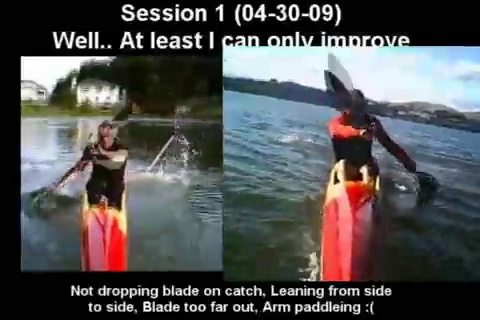 Session 1 (04-30-09)
Well.. At least I can only improve
Not dropping blade on catch, Leaning from side
to side, Blade too far out, Arm paddleing :(